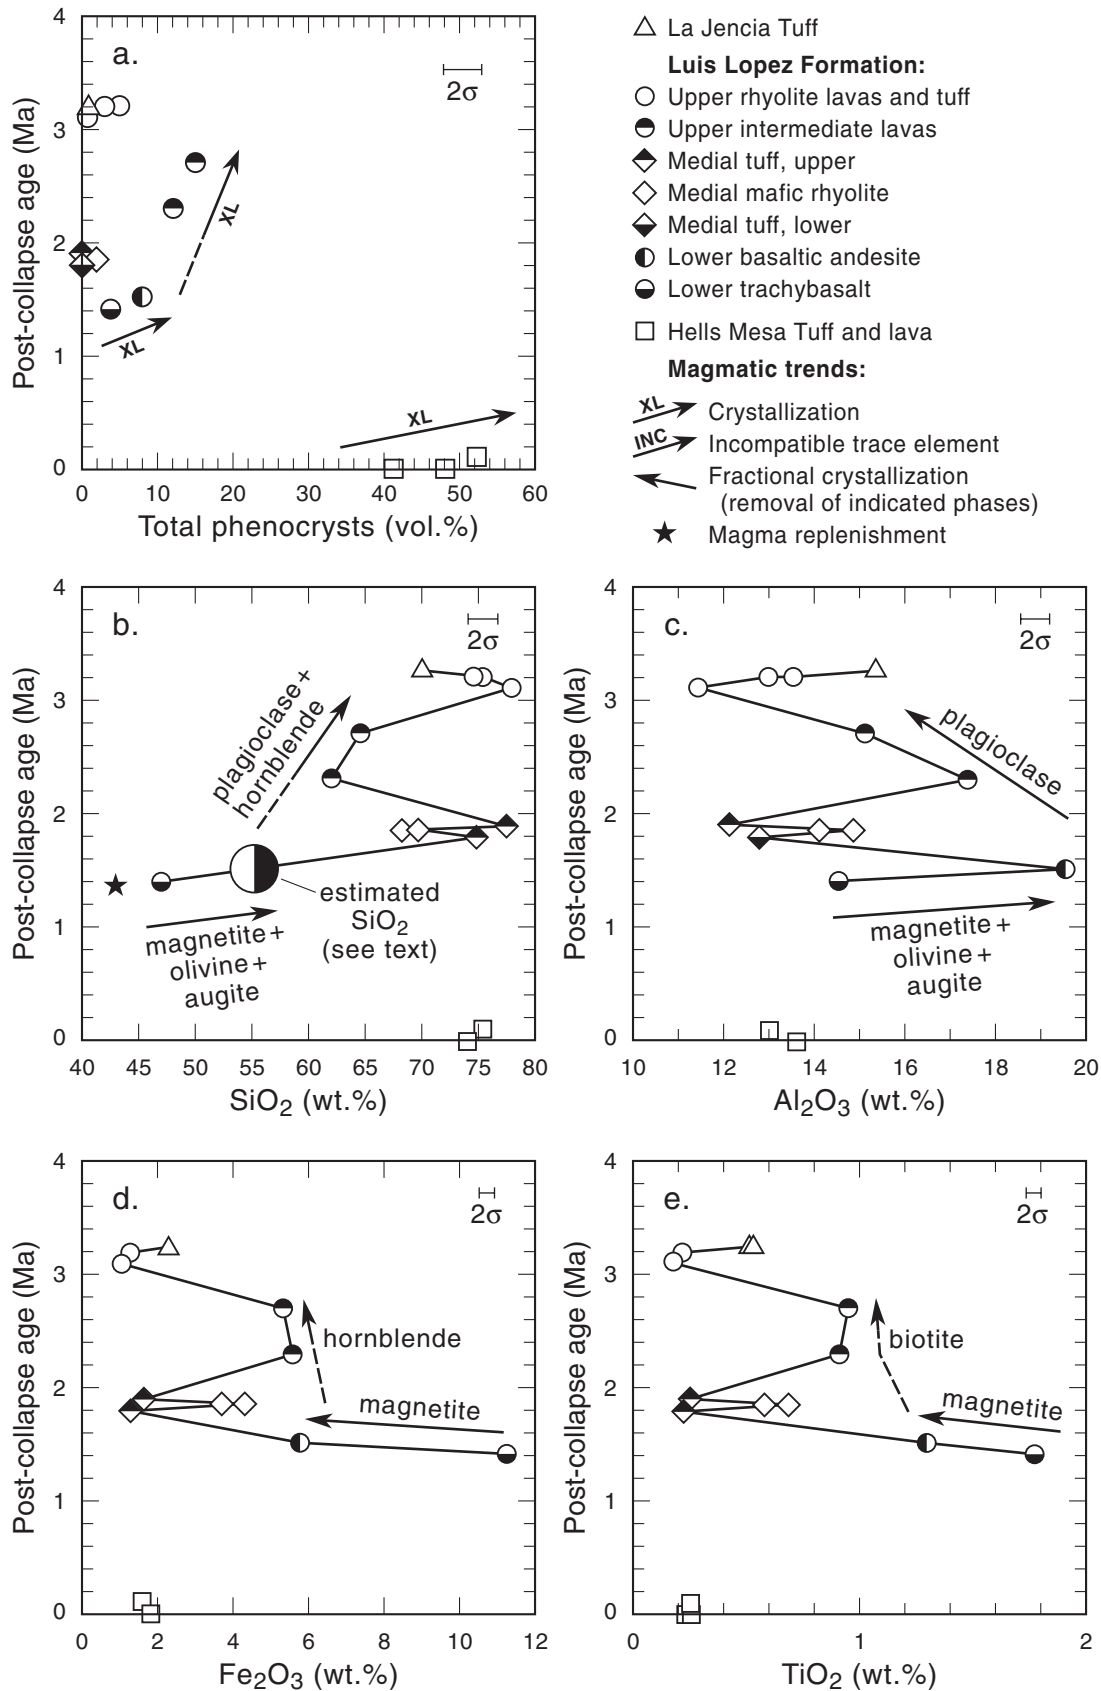 a.
2σ
XL
XL
XL
4
3
2
1
0
Post-collapse age (Ma)
0 10 20 30 40 50 60
Total phenocrysts (vol.%)
La Jencia Tuff
Luis Lopez Formation:
Upper rhyolite lavas and tuff
Upper intermediate lavas
Medial tuff, upper
Medial mafic rhyolite
Medial tuff, lower
Lower basaltic andesite
Lower trachybasalt
Hells Mesa Tuff and lava
Magmatic trends:
XL Crystallization
INC Incompatible trace element
Fractional crystallization
(removal of indicated phases)
Magma replenishment
b.
2σ
plagioclase+
hornblende
estimated
SiO2
(see text)
magnetite+
olivine+
augite
4
3
2
1
0
Post-collapse age (Ma)
40 45 50 55 60 65 70 75 80
SiO2 (wt.%)
c.
2σ
plagioclase
magnetite+
olivine+
augite
4
3
2
1
0
Post-collapse age (Ma)
10 12 14 16 18 20
Al2O3 (wt.%)
d.
2σ
hornblende
magnetite
4
3
2
1
0
Post-collapse age (Ma)
0 2 4 6 8 10 12
Fe2O3 (wt.%)
e.
2σ
biotite
magnetite
4
3
2
1
0
Post-collapse age (Ma)
0 1 2
TiO2 (wt.%)